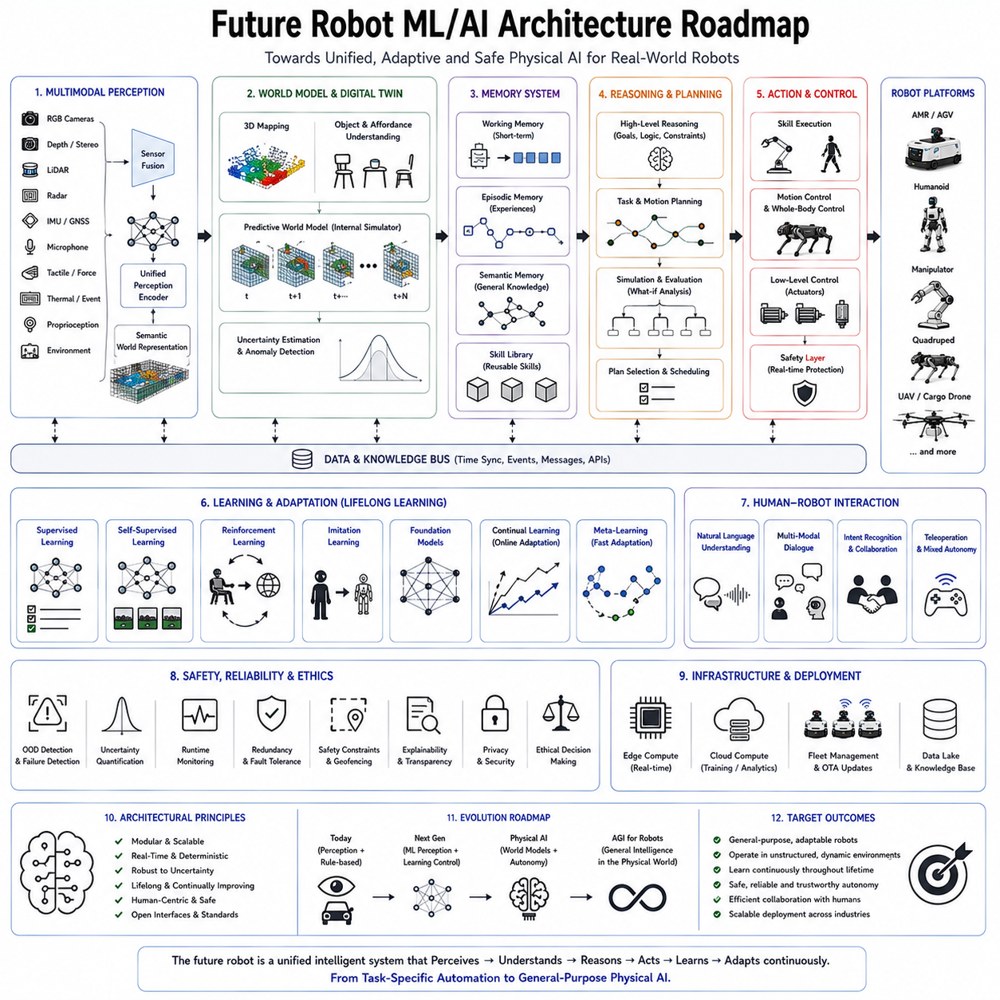 Future Robot ML/AI Architecture Roadmap
Towards Unified, Adaptive and Safe Physical AI for Real-World Robots
1. MULTIMODAL PERCEPTION
RGB Cameras
Depth / Stereo
LiDAR
Radar
IMU / GNSS
Microphone
Tactile / Force
Thermal / Event
Proprioception
Environment
Sensor
Fusion
Unified
Perception
Encoder
Semantic
World Representation
2. WORLD MODEL & DIGITAL TWIN
3D Mapping
Object & Affordance
Understanding
Predictive World Model (Internal Simulator)
t
t+1
t+···
t+N
Uncertainty Estimation
& Anomaly Detection
3. MEMORY SYSTEM
Working Memory
(Short-term)
Episodic Memory
(Experiences)
Semantic Memory
(General Knowledge)
Skill Library
(Reusable Skills)
4. REASONING & PLANNING
High-Level Reasoning
(Goals, Logic, Constraints)
Task & Motion Planning
Simulation & Evaluation
(What-if Analysis)
Plan Selection & Scheduling
5. ACTION & CONTROL
Skill Execution
Motion Control
& Whole-Body Control
Low-Level Control
(Actuators)
Safety Layer
(Real-time Protection)
ROBOT PLATFORMS
AMR / AGV
Humanoid
Manipulator
Quadruped
UAV / Cargo Drone
... and more
DATA & KNOWLEDGE BUS (Time Sync, Events, Messages, APIs)
6. LEARNING & ADAPTATION (LIFELONG LEARNING)
Supervised
Learning
Self-Supervised
Learning
Reinforcement
Learning
Imitation
Learning
Foundation
Models
Continual Learning
(Online Adaptation)
Meta-Learning
(Fast Adaptation)
7. HUMAN–ROBOT INTERACTION
Natural Language
Understanding
Multi-Modal
Dialogue
Intent Recognition
& Collaboration
Teleoperation
& Mixed Autonomy
8. SAFETY, RELIABILITY & ETHICS
OOD Detection
& Failure Detection
Uncertainty
Quantification
Runtime
Monitoring
Redundancy
& Fault Tolerance
Safety Constraints
& Geofencing
Explainability
& Transparency
Privacy
& Security
Ethical Decision
Making
9. INFRASTRUCTURE & DEPLOYMENT
Edge Compute
(Real-time)
Cloud Compute
(Training / Analytics)
Fleet Management
& OTA Updates
Data Lake
& Knowledge Base
10. ARCHITECTURAL PRINCIPLES
Modular & Scalable
Real-Time & Deterministic
Robust to Uncertainty
Lifelong & Continually Improving
Human-Centric & Safe
Open Interfaces & Standards
11. EVOLUTION ROADMAP
Today
(Perception +
Rule-based)
Next Gen
(ML Perception +
Learning Control)
Physical AI
(World Models +
Autonomy)
AGI for Robots
(General Intelligence
in the Physical World)
12. TARGET OUTCOMES
General-purpose, adaptable robots
Operate in unstructured, dynamic environments
Learn continuously throughout lifetime
Safe, reliable and trustworthy autonomy
Efficient collaboration with humans
Scalable deployment across industries
The future robot is a unified intelligent system that Perceives → Understands → Reasons → Acts → Learns → Adapts continuously.
From Task-Specific Automation to General-Purpose Physical AI.